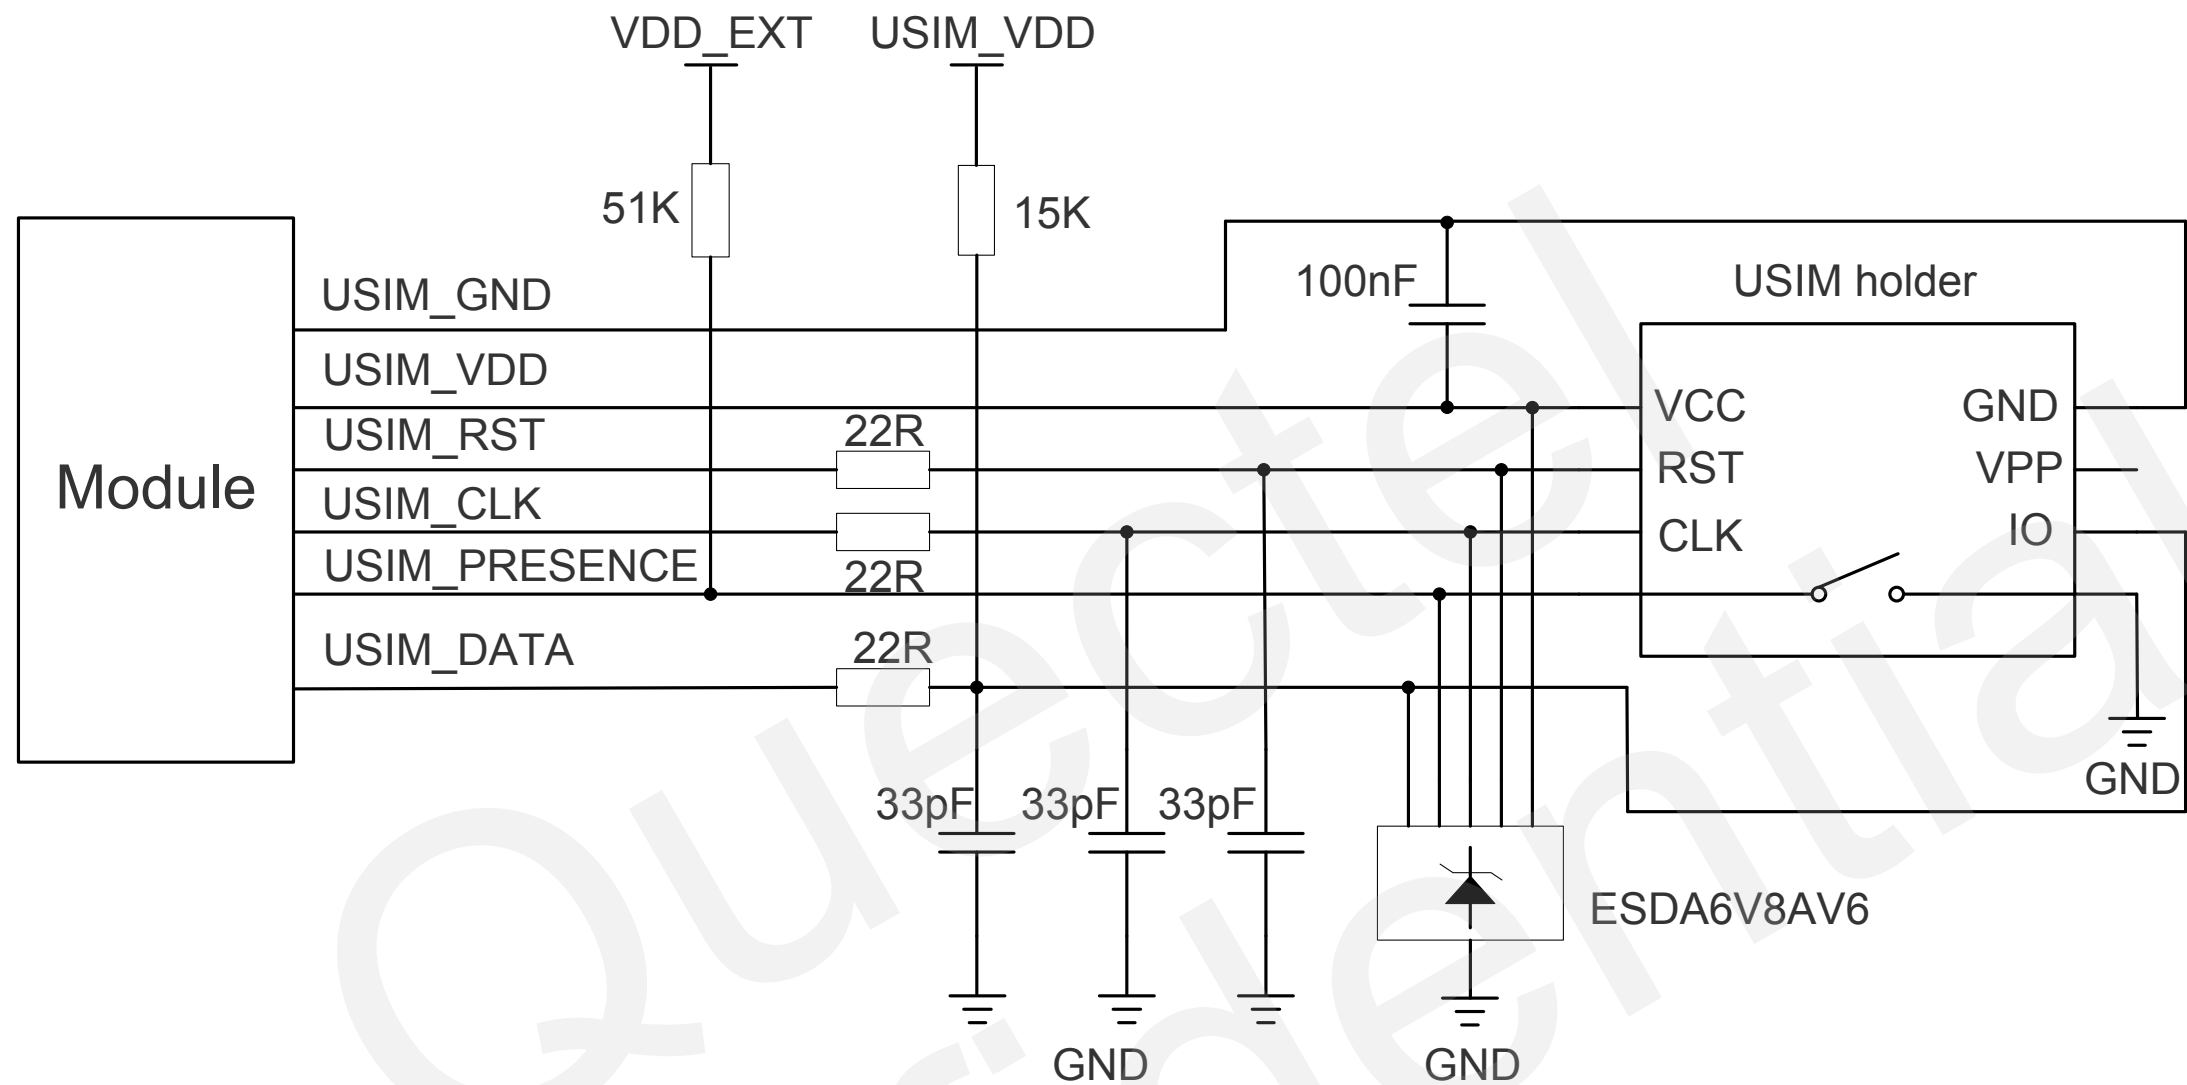 VDD_EXT USIM_VDD
51K 15K
USIM_GND
100nF
USIM holder
USIM_VDD
VCC GND
USIM_RST
22R
Module
RST VPP
USIM_CLK
CLK IO
USIM_PRESENCE
22R
USIM_DATA
22R
GND
33pF 33pF 33pF
ESDA6V8AV6
GND GND
Quectel